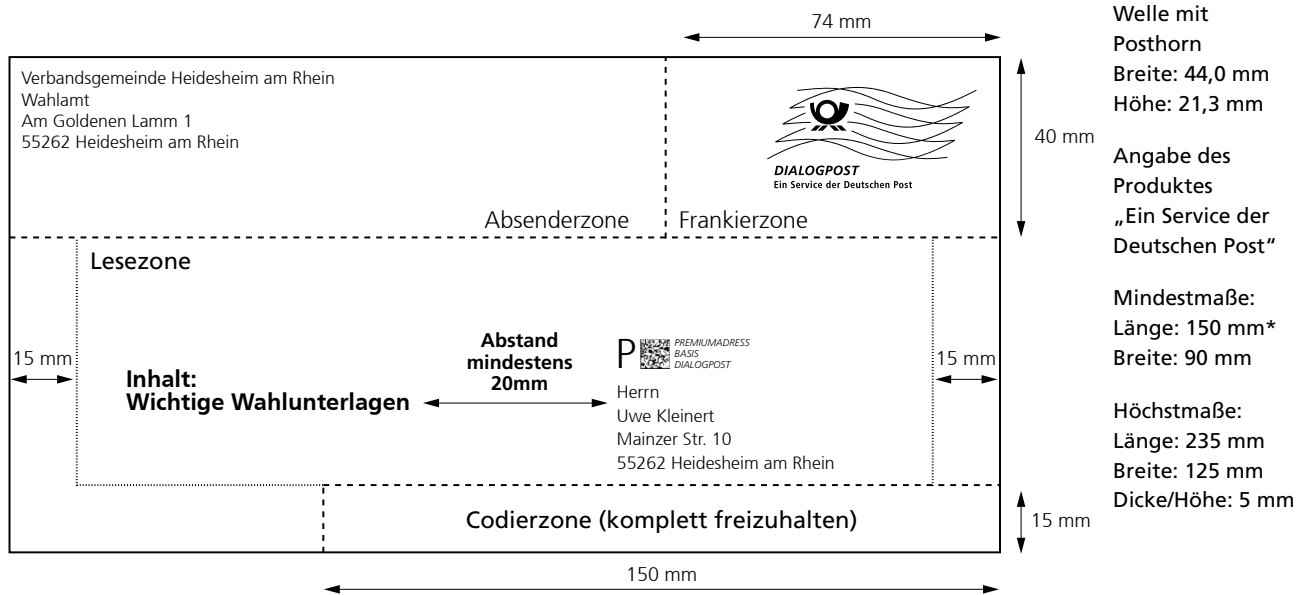 74 mm
Verbandsgemeinde Heidesheim am Rhein
Wahlamt
Am Goldenen Lamm 1
55262 Heidesheim am Rhein
DIALOGPOST
Ein Service der Deutschen Post
40 mm
Absenderzone
Frankierzone
Lesezone
15 mm
Inhalt:
Wichtige Wahlunterlagen
Abstand
mindestens
20mm
P
PREMIUMADRESS
BASIS
DIALOGPOST
Herrn
Uwe Kleinert
Mainzer Str. 10
55262 Heidesheim am Rhein
15 mm
Codierzone (komplett freizuhalten)
15 mm
150 mm
Welle mit
Posthorn
Breite: 44,0 mm
Höhe: 21,3 mm
Angabe des
Produktes
„Ein Service der
Deutschen Post“
Mindestmaße:
Länge: 150 mm*
Breite: 90 mm
Höchstmaße:
Länge: 235 mm
Breite: 125 mm
Dicke/Höhe: 5 mm